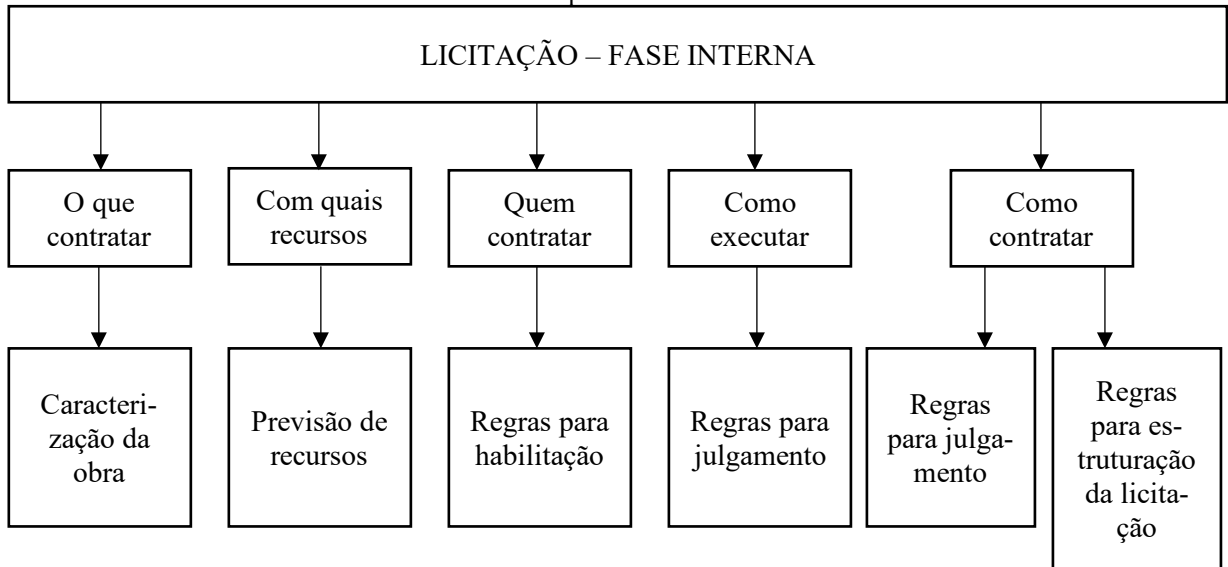 LICITAÇÃO – FASE INTERNA
O que
contratar
Com quais
recursos
Quem
contratar
Como
executar
Como
contratar
Caracteri-
zação da
obra
Previsão de
recursos
Regras para
habilitação
Regras para
julgamento
Regras
para julga-
mento
Regras
para es-
truturação
da licita-
ção